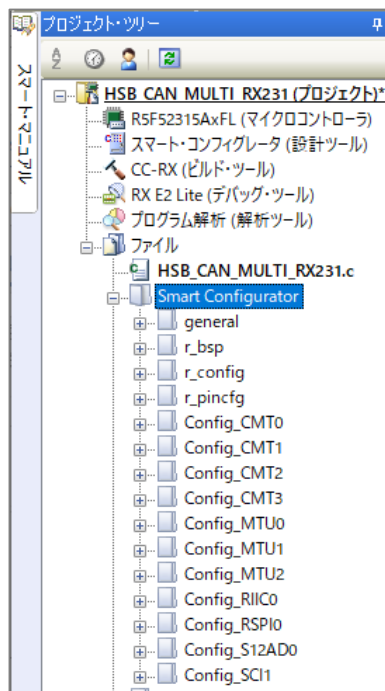 プロジェクト・ツリー
スマート・マニュアル
HSB_CAN_MULTI_RX231 (プロジェクト)*
R5F52315AxFL (マイクロコントローラ)
スマート・コンフィグレータ (設計ツール)
CC-RX (ビルド・ツール)
RX E2 Lite (デバッグ・ツール)
プログラム解析 (解析ツール)
ファイル
HSB_CAN_MULTI_RX231.c
Smart Configurator
general
r_bsp
r_config
r_pincfg
Config_CMT0
Config_CMT1
Config_CMT2
Config_CMT3
Config_MTU0
Config_MTU1
Config_MTU2
Config_RIIC0
Config_RSPI0
Config_S12AD0
Config_SCI1